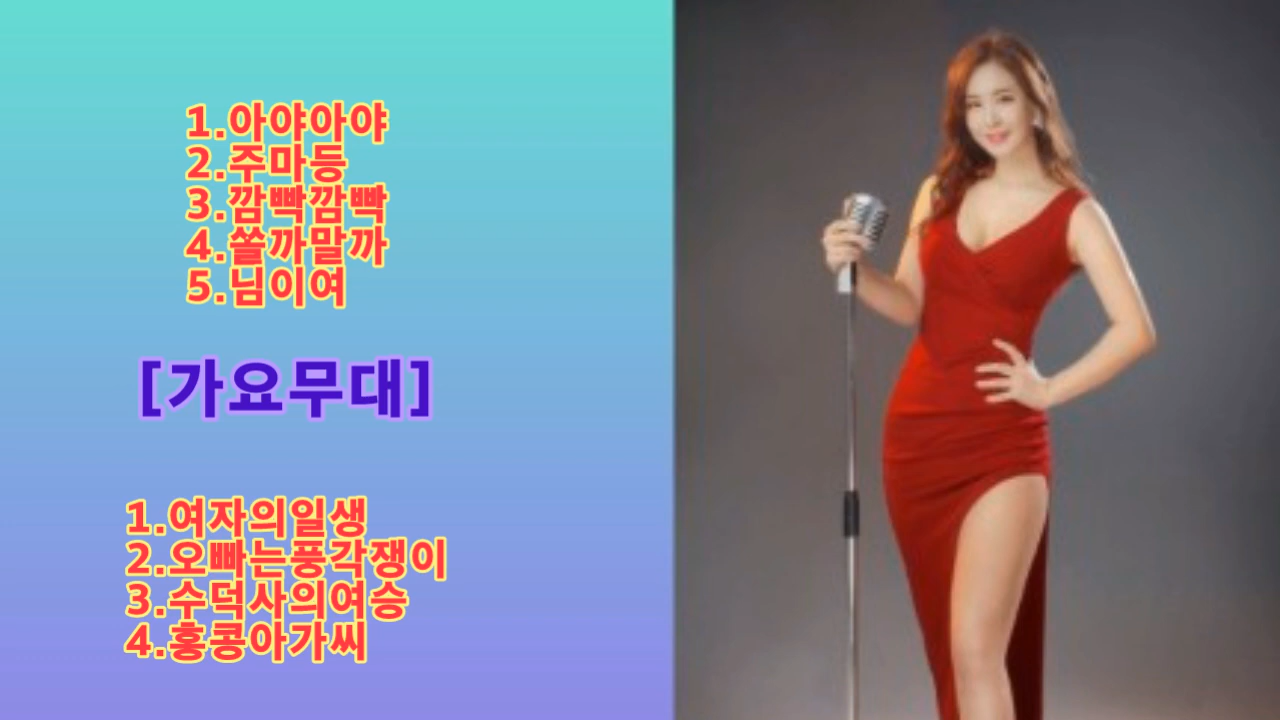 1.아야아야
2.주마등
3.깜빡깜빡
4.쏠까말까
5.님이여
[가요무대]
1.여자의일생
2.오빠는풍각쟁이
3.수덕사의여승
4.홍콩아가씨